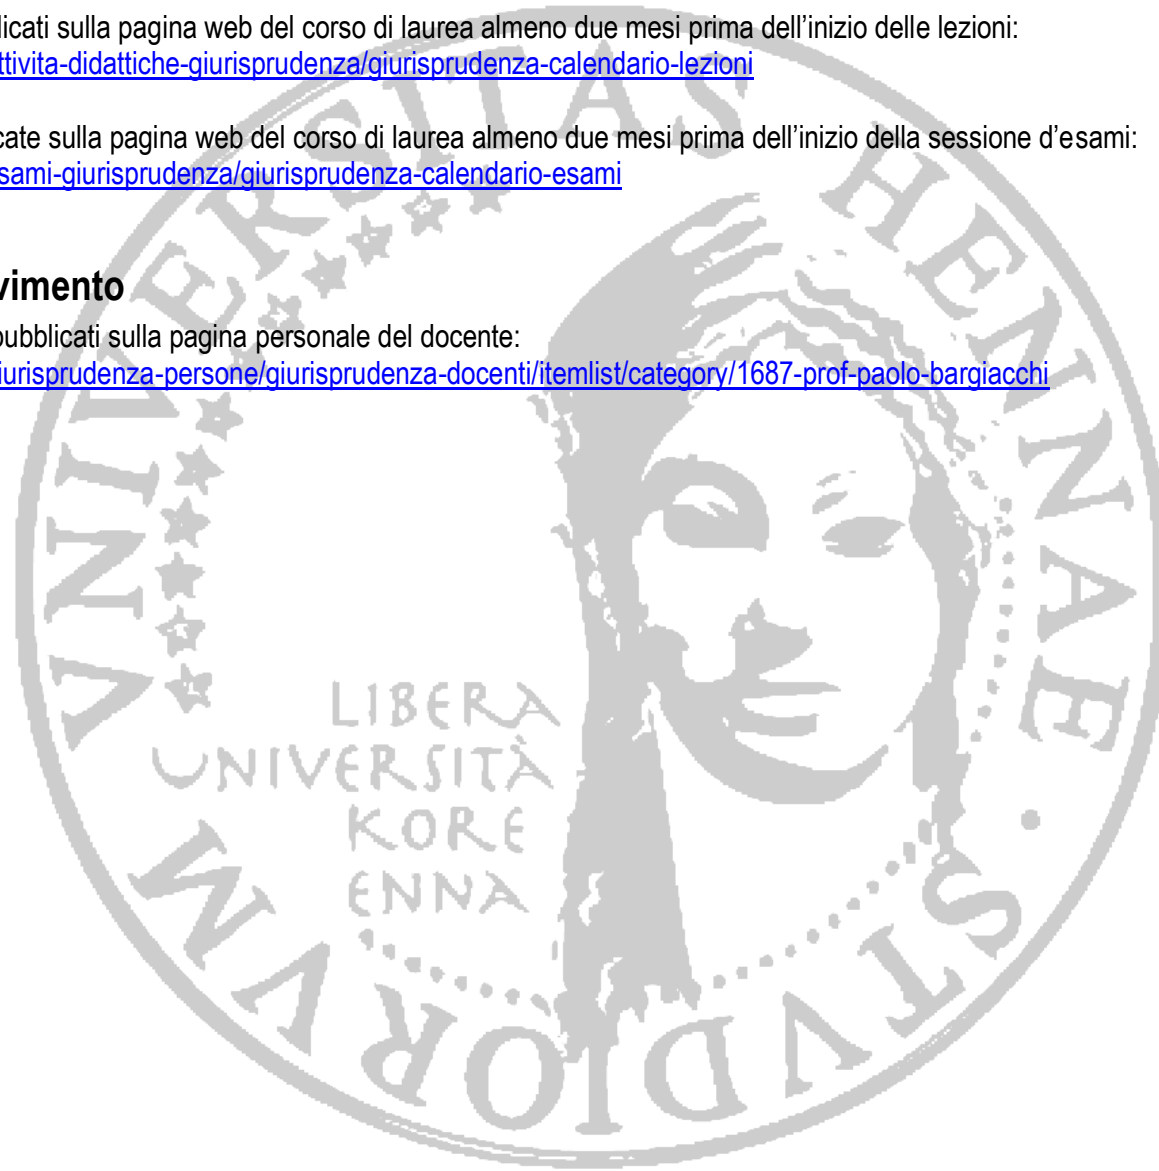 licati sulla pagina web del corso di laurea almeno due mesi prima dell’inizio delle lezioni:
ttivita-didattiche-giurisprudenza/giurisprudenza-calendario-lezioni
cate sulla pagina web del corso di laurea almeno due mesi prima dell’inizio della sessione d’esami:
sami-giurisprudenza/giurisprudenza-calendario-esami
vimento
pubblicati sulla pagina personale del docente:
iurisprudenza-persone/giurisprudenza-docenti/itemlist/category/1687-prof-paolo-bargiacchi
VNIVERSITAS HENNAE · STVDIORVM
LIBERA
UNIVERSITÀ
KORE
ENNA